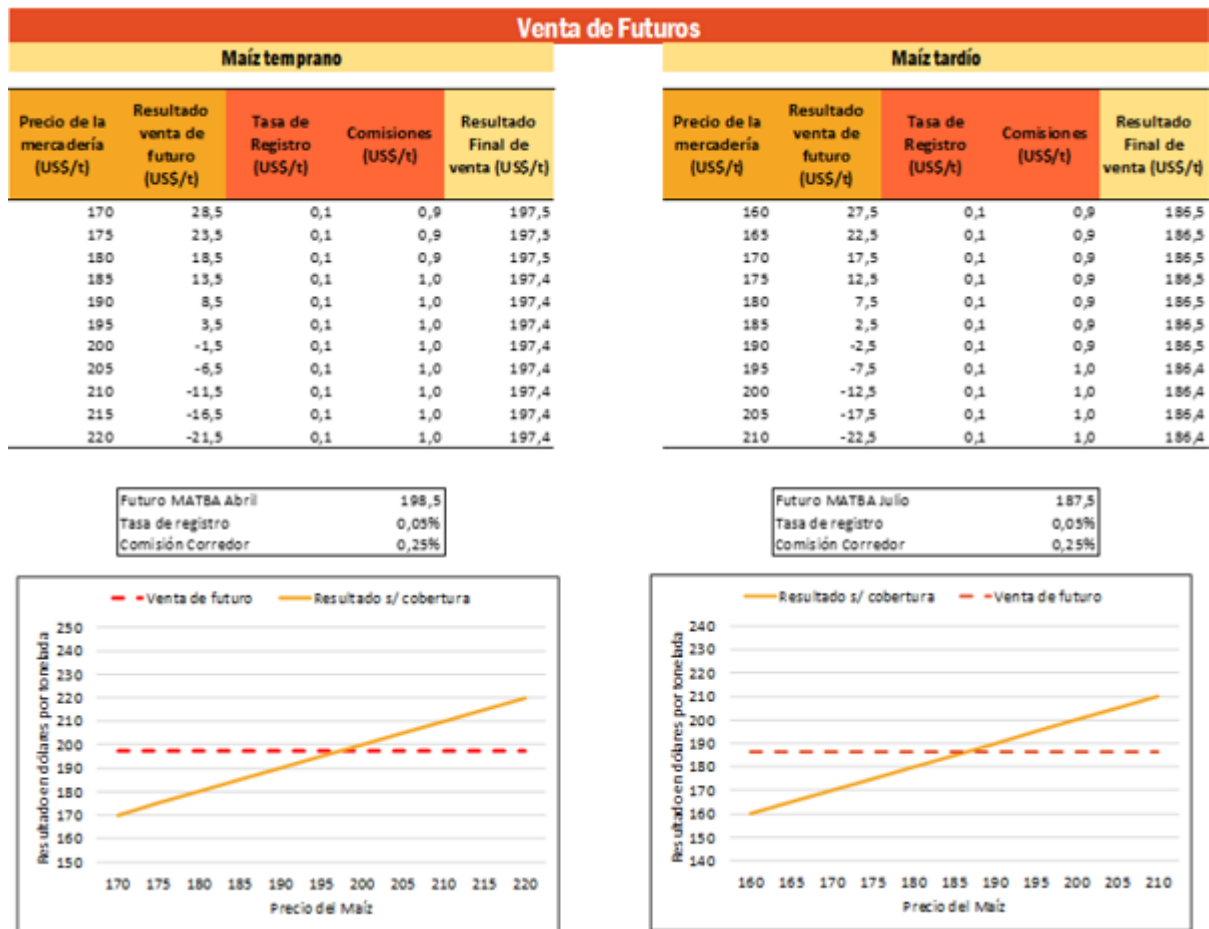 Venta de Futuros
Maíz temprano
Precio de la mercadería (US$/t) Resultado venta de futuro (US$/t) Tasa de Registro (US$/t) Comisiones (US$/t) Resultado Final de venta (US$/t)
170 28,5 0,1 0,9 197,5
175 23,5 0,1 0,9 197,5
180 18,5 0,1 0,9 197,5
185 13,5 0,1 1,0 197,4
190 8,5 0,1 1,0 197,4
195 3,5 0,1 1,0 197,4
200 -1,5 0,1 1,0 197,4
205 -6,5 0,1 1,0 197,4
210 -11,5 0,1 1,0 197,4
215 -16,5 0,1 1,0 197,4
220 -21,5 0,1 1,0 197,4
Futuro MATBA Abril 198,5
Tasa de registro 0,05%
Comisión Corredor 0,25%
Venta de futuro Resultado s/ cobertura
Resultado en dólares por tonelada
250
240
230
220
210
200
190
180
170
160
150
170 175 180 185 190 195 200 205 210 215 220
Precio del Maíz
Maíz tardío
Precio de la mercadería (US$/t) Resultado venta de futuro (US$/t) Tasa de Registro (US$/t) Comisiones (US$/t) Resultado Final de venta (US$/t)
160 27,5 0,1 0,9 186,5
165 22,5 0,1 0,9 186,5
170 17,5 0,1 0,9 186,5
175 12,5 0,1 0,9 186,5
180 7,5 0,1 0,9 186,5
185 2,5 0,1 0,9 186,5
190 -2,5 0,1 0,9 186,5
195 -7,5 0,1 1,0 186,4
200 -12,5 0,1 1,0 186,4
205 -17,5 0,1 1,0 186,4
210 -22,5 0,1 1,0 186,4
Futuro MATBA Julio 187,5
Tasa de registro 0,05%
Comisión Corredor 0,25%
Resultado s/ cobertura Venta de futuro
Resultado en dólares por tonelada
240
230
220
210
200
190
180
170
160
150
140
160 165 170 175 180 185 190 195 200 205 210
Precio del Maíz